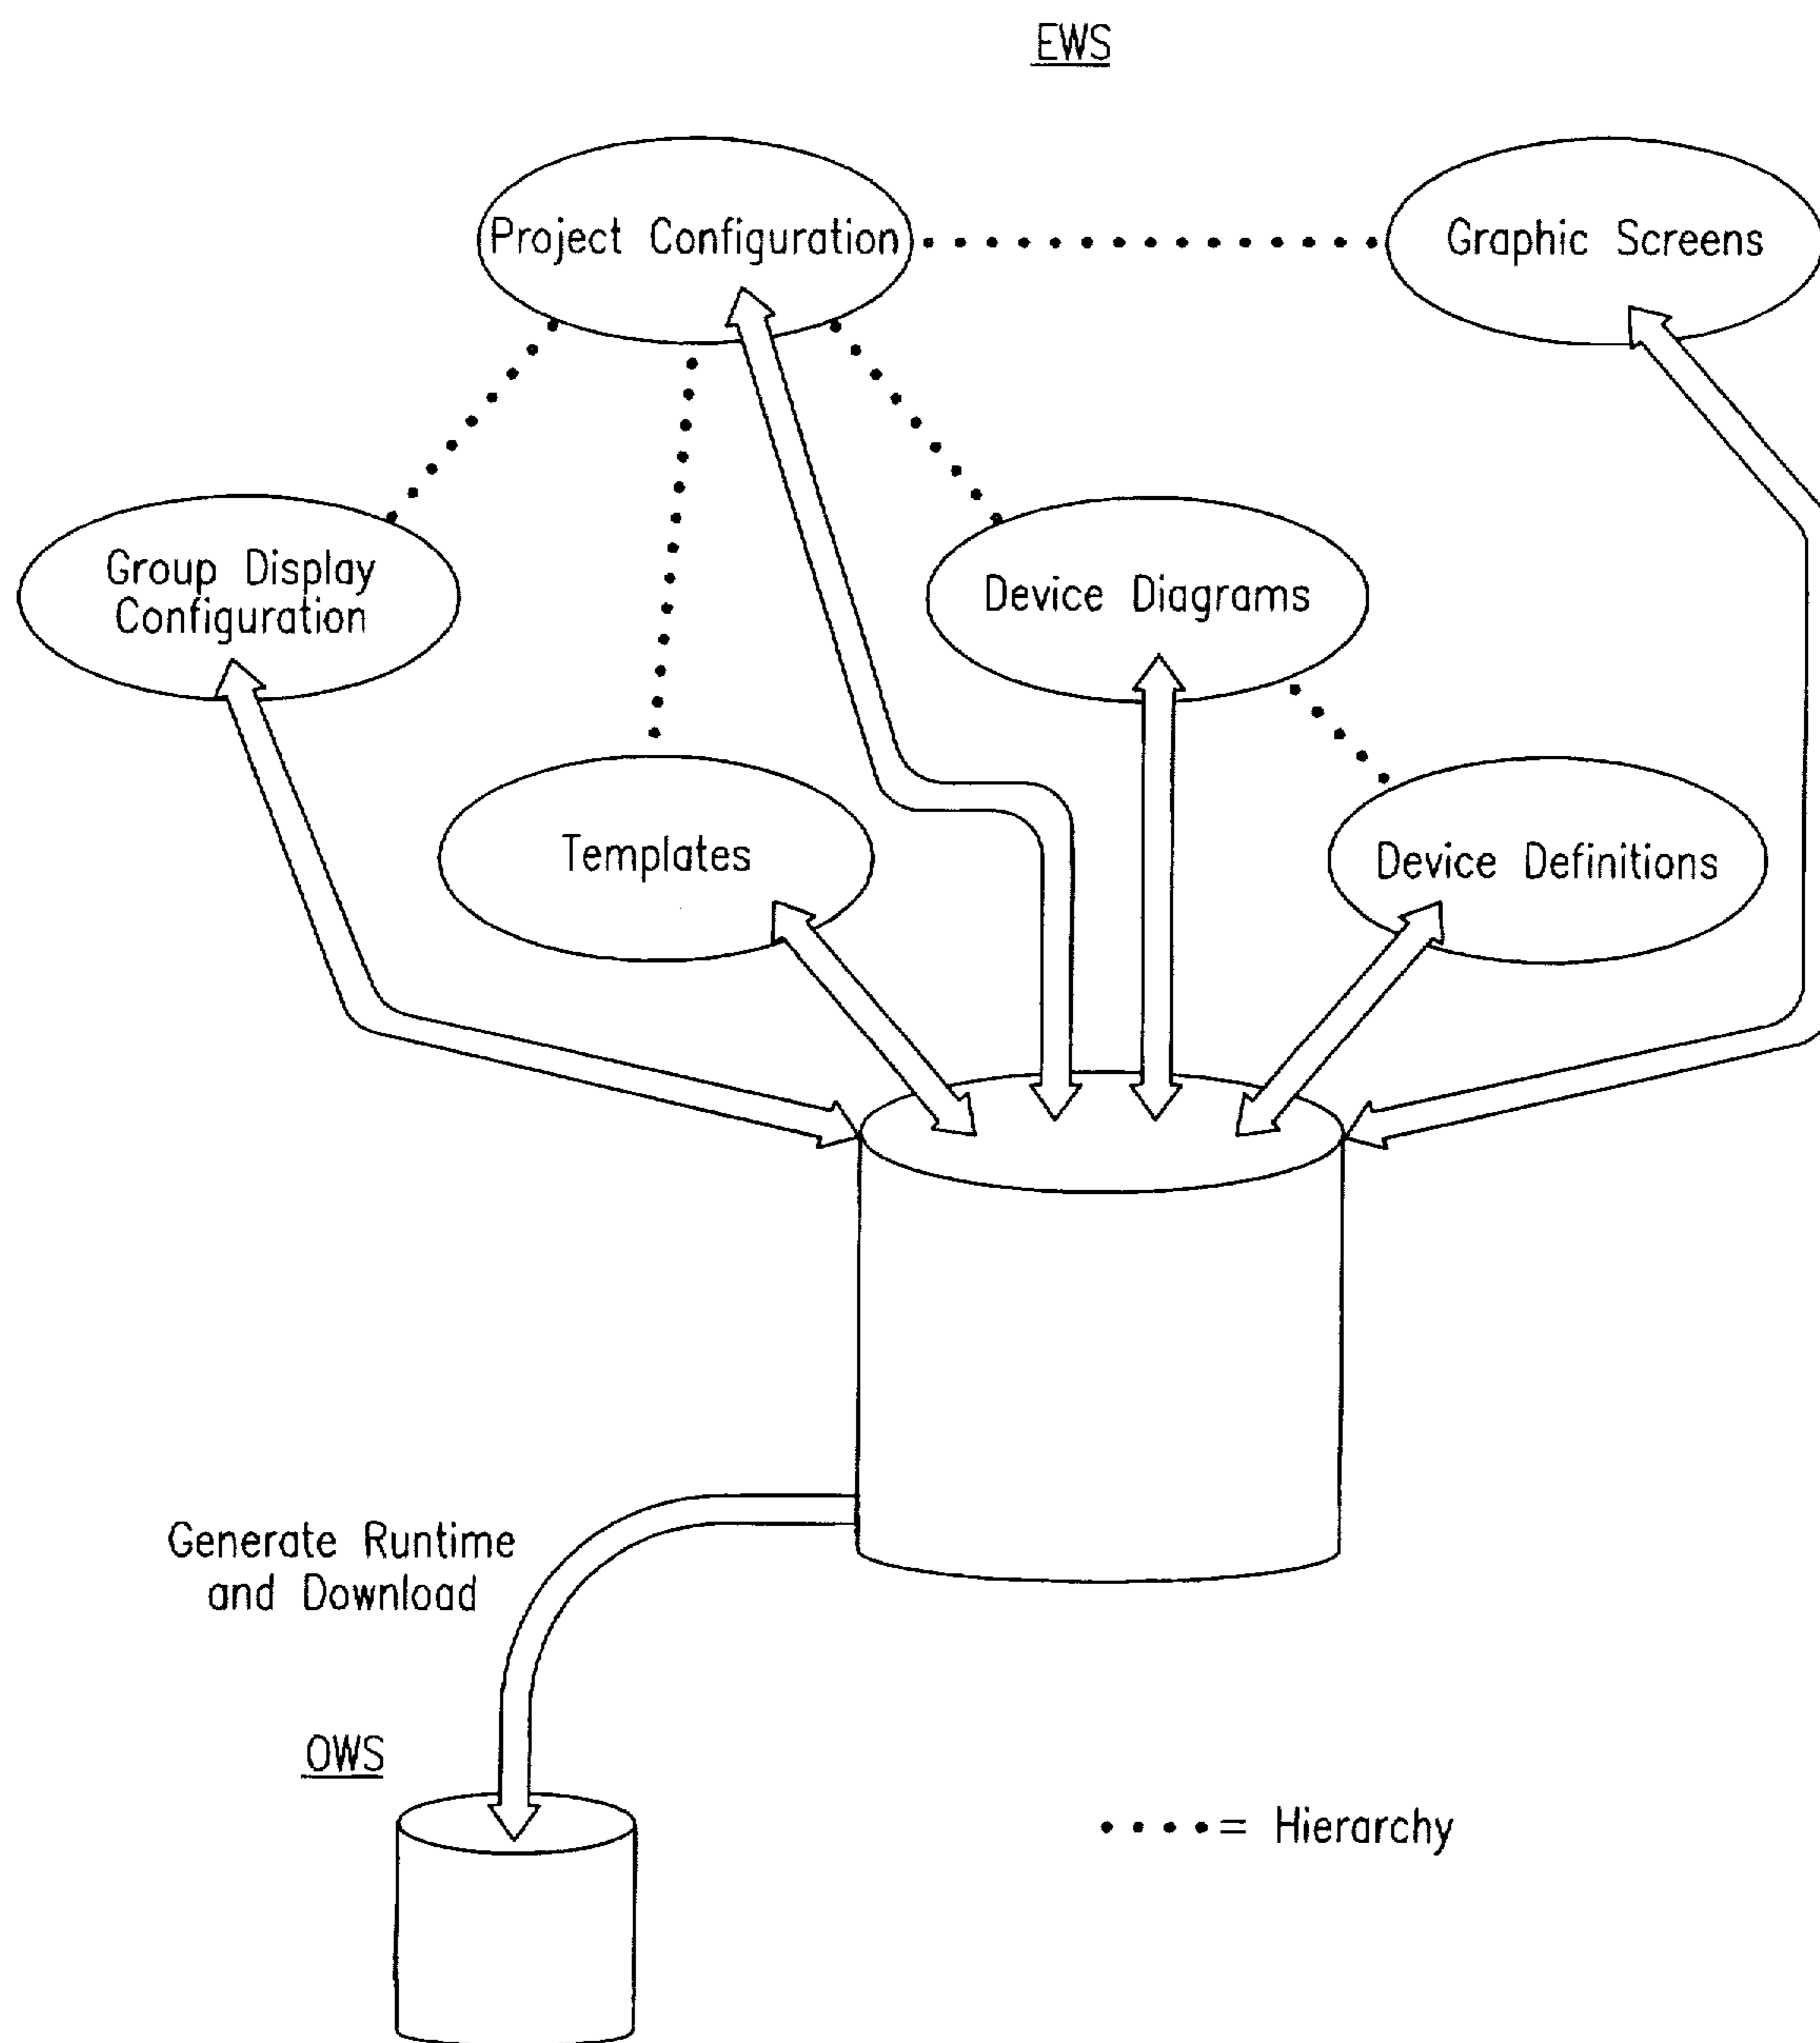 EWS
Project Configuration
Graphic Screens
Group Display
Configuration
Device Diagrams
Templates
Device Definitions
Generate Runtime
and Download
OWS
•••• = Hierarchy